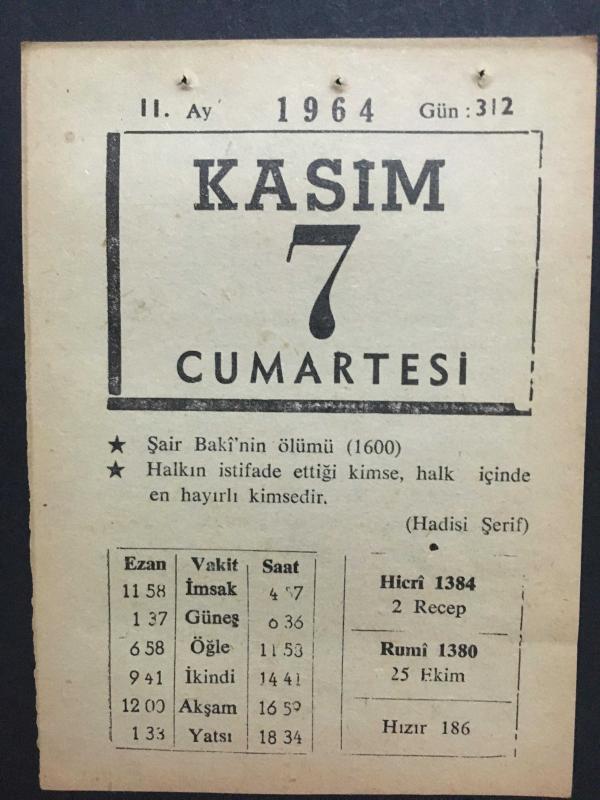 11. Ay 1964 Gün : 312
KASIM
7
CUMARTESİ
★ Şair Bakî'nin ölümü (1600)
★ Halkın istifade ettiği kimse, halk içinde
en hayırlı kimsedir.
(Hadisi Şerif)
Ezan Vakit Saat
11 58 İmsak
1 37 Güneş 6 36
6 58 Öğle 11 53
9 41 İkindi 14 41
12 00 Akşam 16 59
1 33 Yatsı 18 34
Hicrî 1384
2 Recep
Rumî 1380
25 Ekim
Hızır 186